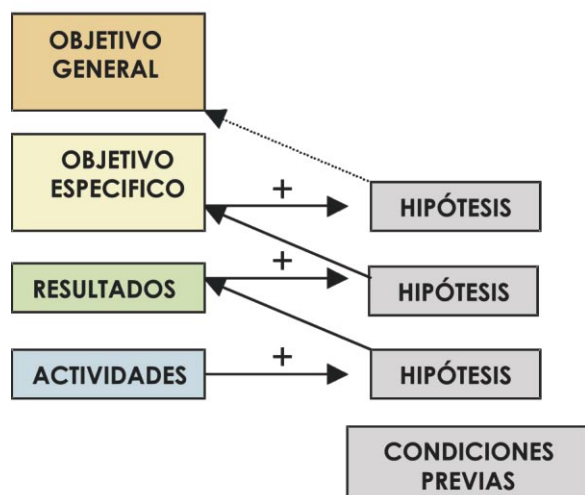 OBJETIVO
GENERAL
OBJETIVO
ESPECIFICO
+
HIPÓTESIS
RESULTADOS
+
HIPÓTESIS
ACTIVIDADES
+
HIPÓTESIS
CONDICIONES
PREVIAS